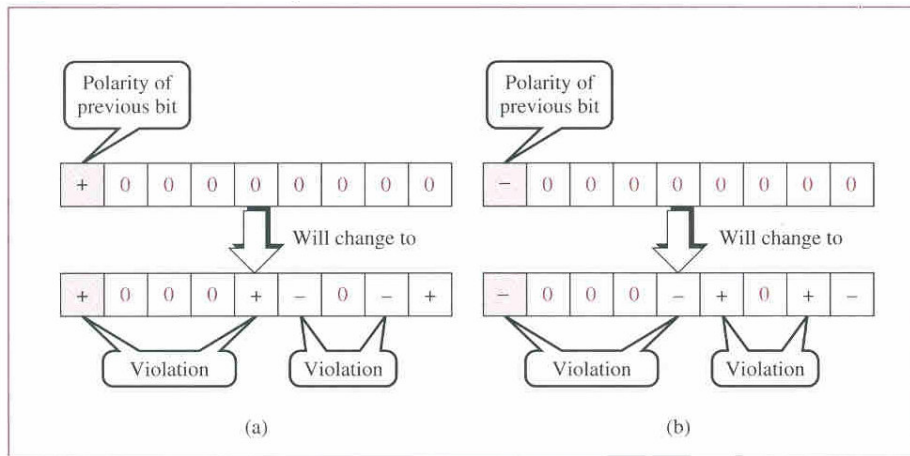 Polarity of
previous bit
+ 0 0 0 0 0 0 0 0
Will change to
+ 0 0 0 + − 0 − +
Violation
Violation
(a)
Polarity of
previous bit
− 0 0 0 0 0 0 0 0
Will change to
− 0 0 0 − + 0 + −
Violation
Violation
(b)